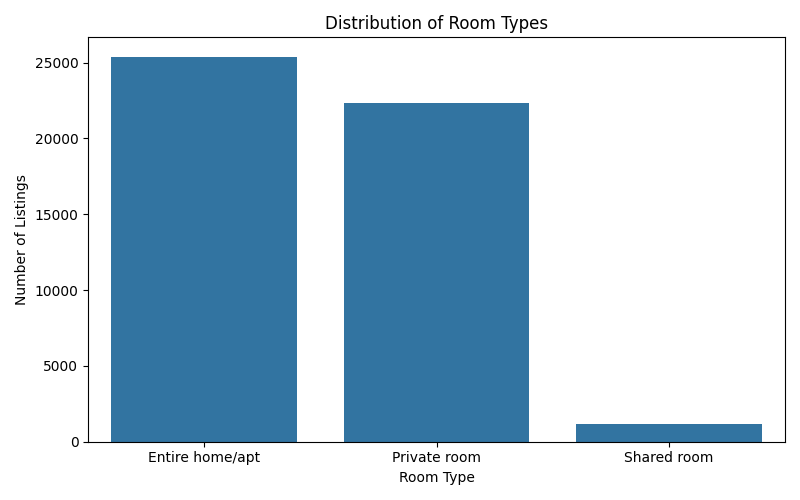 Distribution of Room Types
Number of Listings
25000
20000
15000
10000
5000
0
Entire home/apt
Private room
Shared room
Room Type